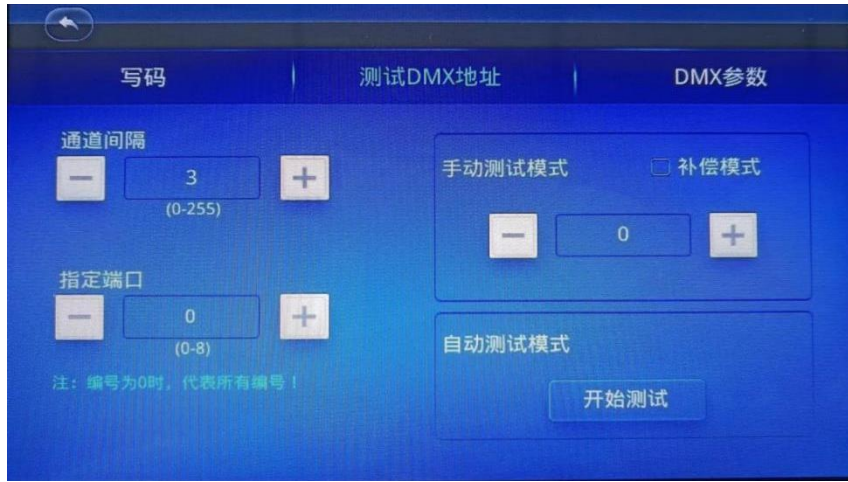 写码
测试DMX地址
DMX参数
通道间隔
− 3 +
(0-255)
指定端口
− 0 +
(0-8)
注：编号为0时，代表所有编号！
手动测试模式
补偿模式
− 0 +
自动测试模式
开始测试